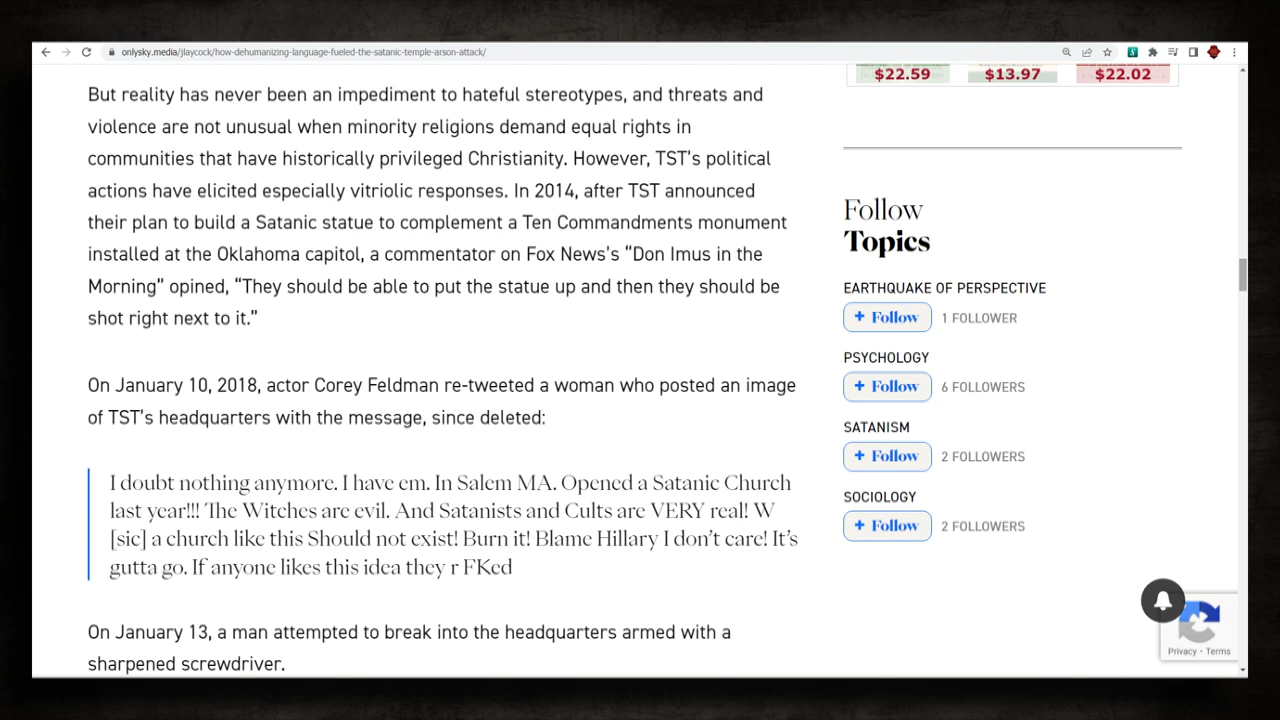 onlysky.media/jlaycock/how-dehumanizing-language-fueled-the-satanic-temple-arson-attack/
$22.59 $13.97 $22.02
But reality has never been an impediment to hateful stereotypes, and threats and
violence are not unusual when minority religions demand equal rights in
communities that have historically privileged Christianity. However, TST's political
actions have elicited especially vitriolic responses. In 2014, after TST announced
their plan to build a Satanic statue to complement a Ten Commandments monument
installed at the Oklahoma capitol, a commentator on Fox News's “Don Imus in the
Morning” opined, “They should be able to put the statue up and then they should be
shot right next to it.”
On January 10, 2018, actor Corey Feldman re-tweeted a woman who posted an image
of TST's headquarters with the message, since deleted:
I doubt nothing anymore. I have em. In Salem MA. Opened a Satanic Church
last year!!! The Witches are evil. And Satanists and Cults are VERY real! W
[sic] a church like this Should not exist! Burn it! Blame Hillary I don't care! It's
gutta go. If anyone likes this idea they r FKed
On January 13, a man attempted to break into the headquarters armed with a
sharpened screwdriver.
Follow
Topics
EARTHQUAKE OF PERSPECTIVE
+ Follow 1 FOLLOWER
PSYCHOLOGY
+ Follow 6 FOLLOWERS
SATANISM
+ Follow 2 FOLLOWERS
SOCIOLOGY
+ Follow 2 FOLLOWERS
Privacy - Terms